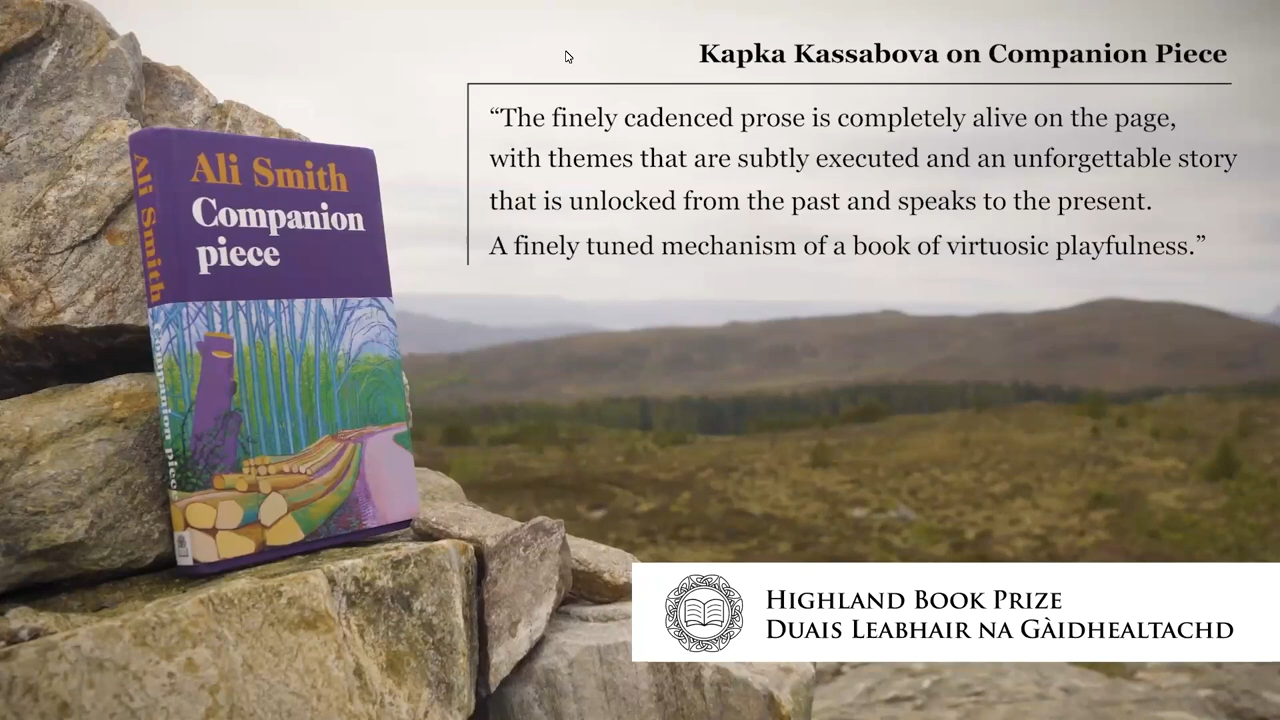 Kapka Kassabova on Companion Piece
“The finely cadenced prose is completely alive on the page,
with themes that are subtly executed and an unforgettable story
that is unlocked from the past and speaks to the present.
A finely tuned mechanism of a book of virtuosic playfulness.”
Ali Smith
Companion
piece
Ali Smith
companion piece
HIGHLAND BOOK PRIZE
DUAIS LEABHAIR NA GÀIDHEALTACHD